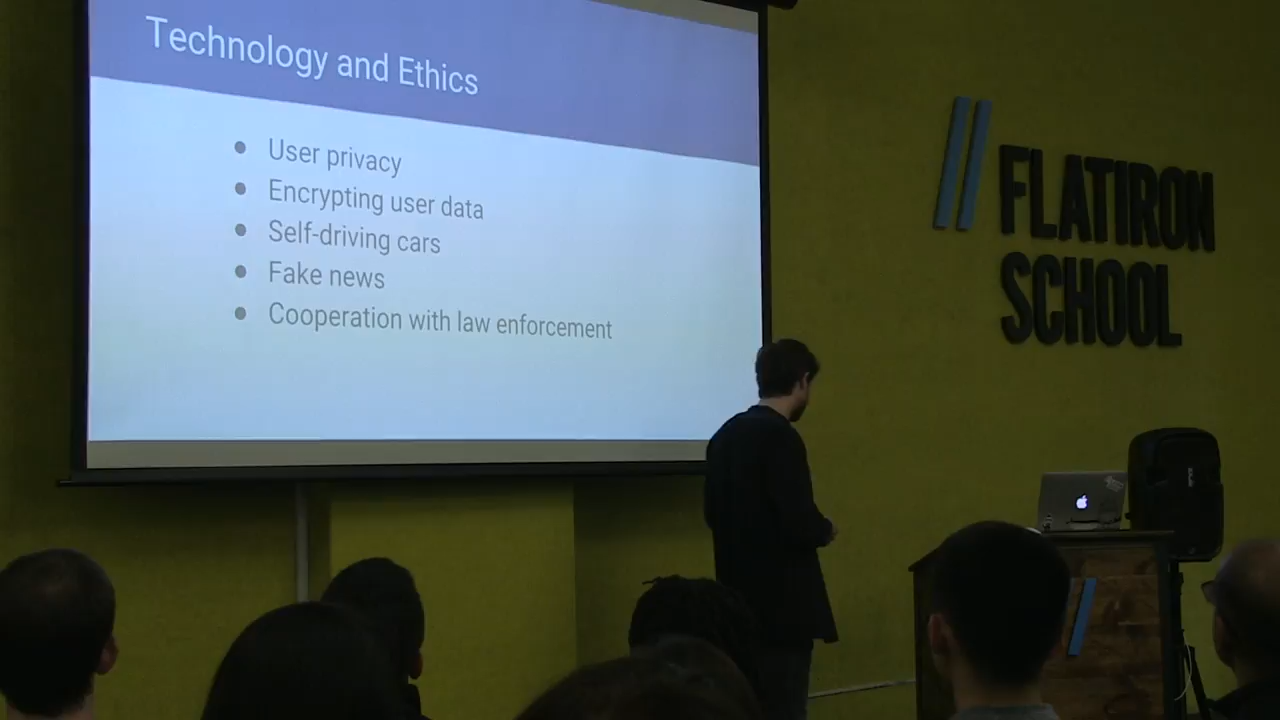 Technology and Ethics
● User privacy
● Encrypting user data
● Self-driving cars
● Fake news
● Cooperation with law enforcement
// FLATIRON
SCHOOL
//